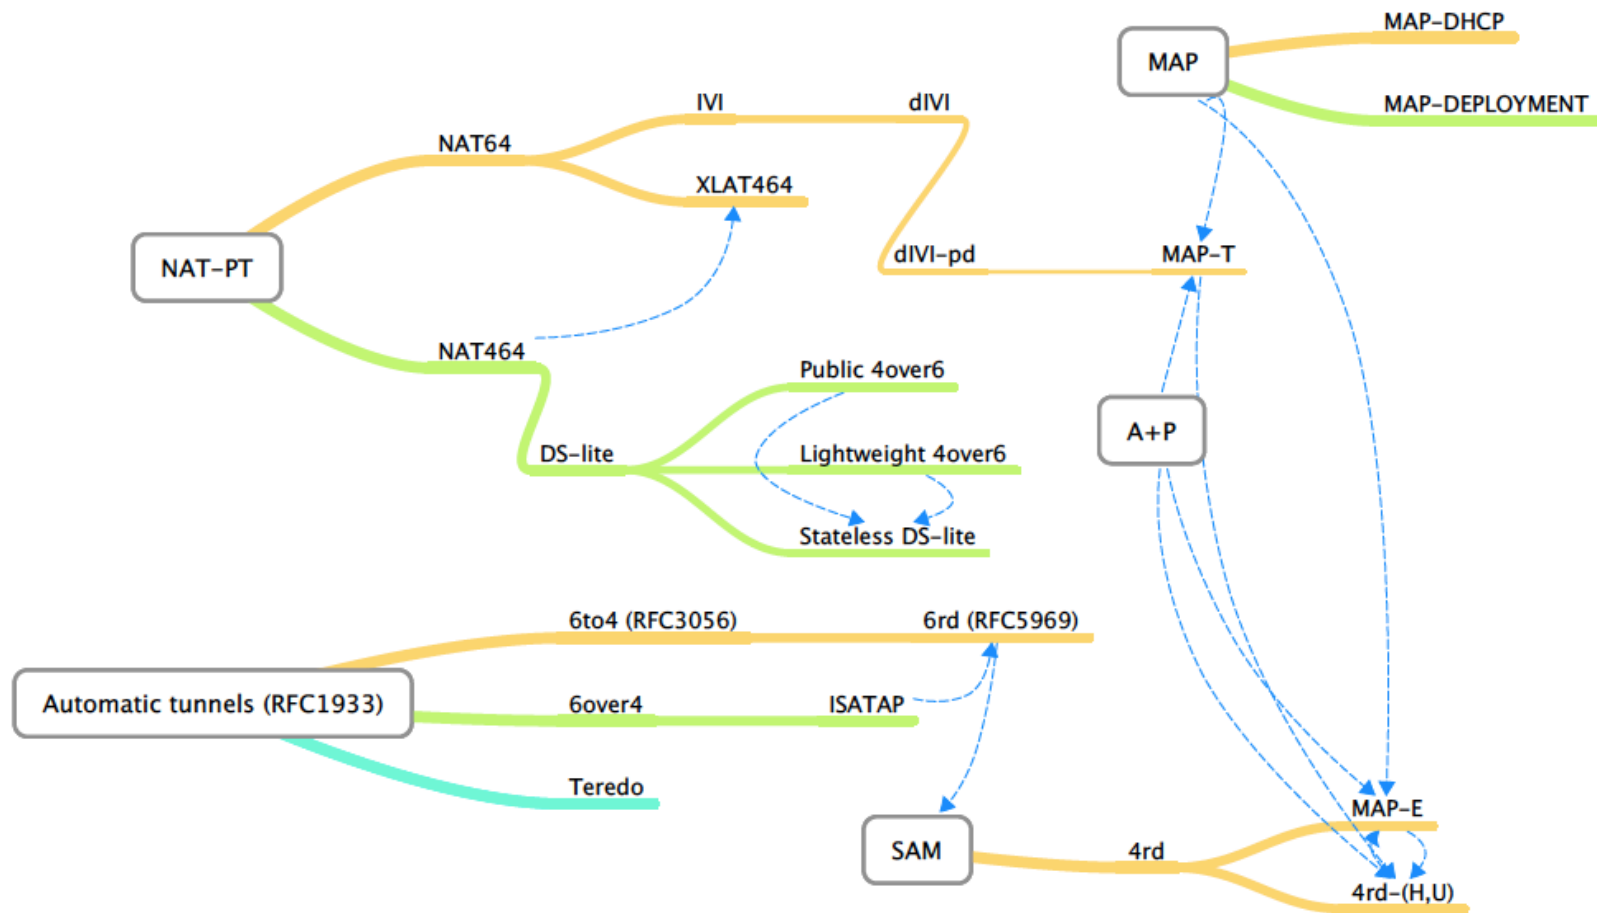 MAP-DHCP
MAP
MAP-DEPLOYMENT
IVI
dIVI
NAT64
XLAT464
NAT-PT
dIVI-pd
MAP-T
NAT464
Public 4over6
A+P
DS-lite
Lightweight 4over6
Stateless DS-lite
6to4 (RFC3056)
6rd (RFC5969)
Automatic tunnels (RFC1933)
6over4
ISATAP
Teredo
MAP-E
SAM
4rd
4rd-(H,U)